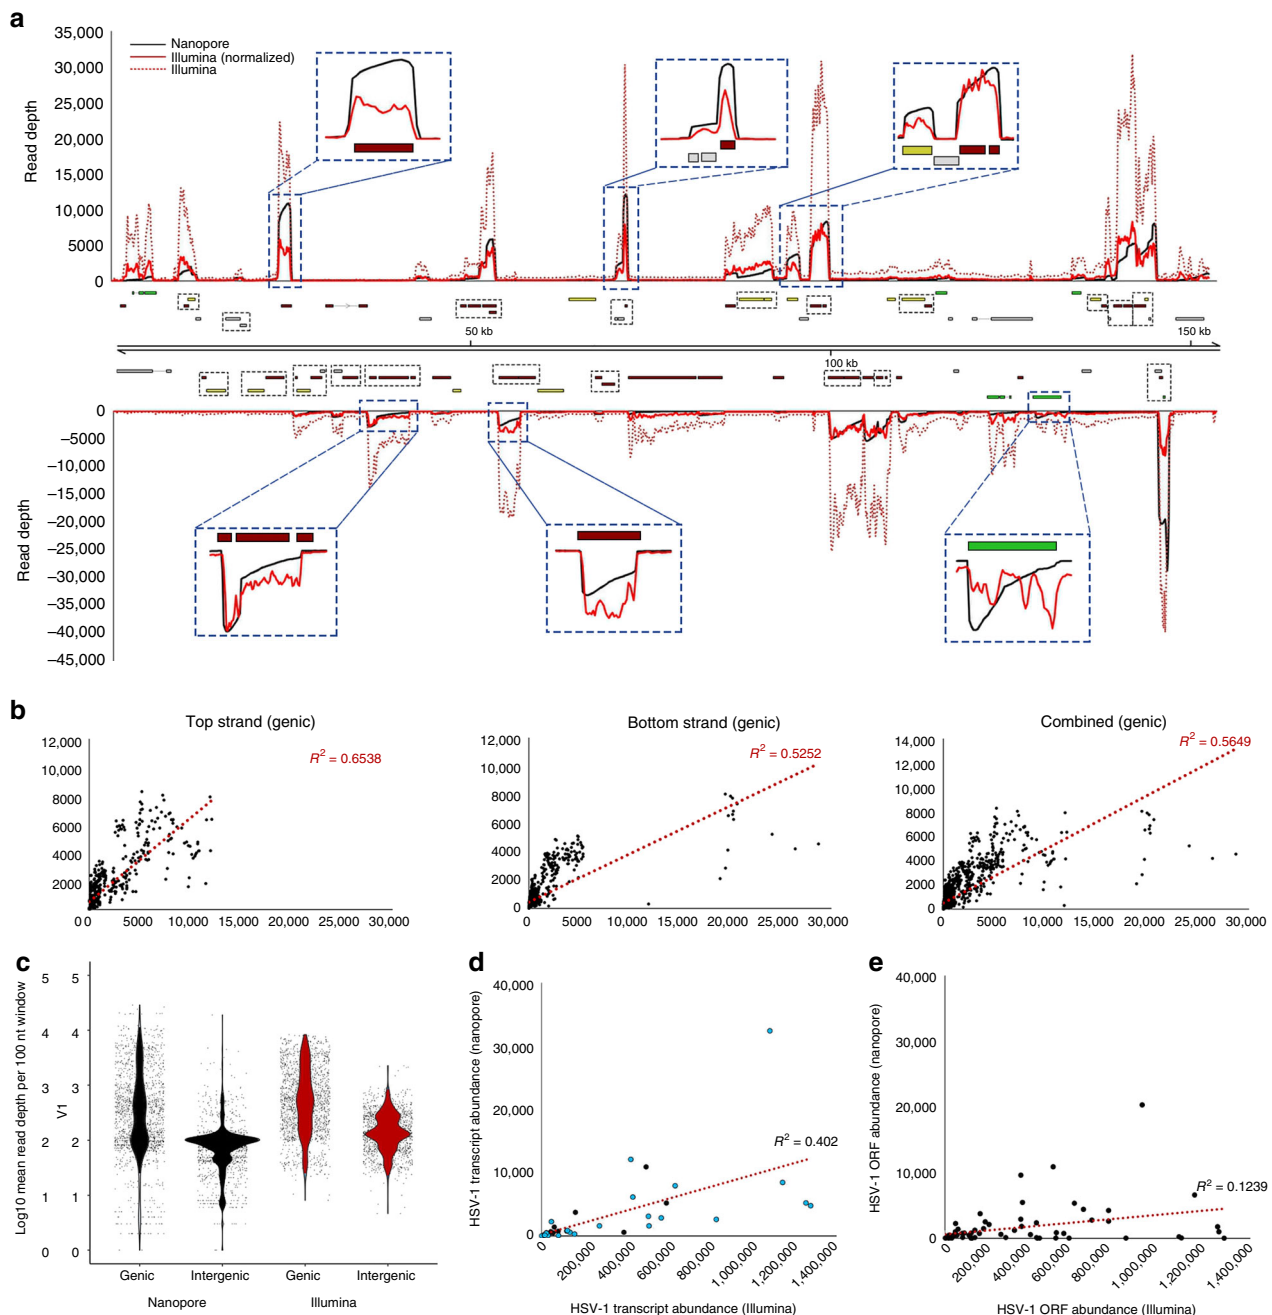 a
35,000
30,000
25,000
20,000
15,000
10,000
5000
0
Read depth
Nanopore
Illumina (normalized)
Illumina
50 kb
100 kb
150 kb
0
–5000
–10,000
–15,000
–20,000
–25,000
–30,000
–35,000
–40,000
–45,000
Read depth
b
Top strand (genic)
R² = 0.6538
12,000
10,000
8000
6000
4000
2000
0
0 5000 10,000 15,000 20,000 25,000 30,000
Bottom strand (genic)
R² = 0.5252
12,000
10,000
8000
6000
4000
2000
0
0 5000 10,000 15,000 20,000 25,000 30,000
Combined (genic)
R² = 0.5649
14,000
12,000
10,000
8000
6000
4000
2000
0
0 5000 10,000 15,000 20,000 25,000 30,000
c
Log10 mean read depth per 100 nt window
V1
5 5
4 4
3 3
2 2
1 1
0 0
Genic Intergenic Genic Intergenic
Nanopore Illumina
d
HSV-1 transcript abundance (nanopore)
40,000
30,000
20,000
10,000
0
R² = 0.402
0 200,000 400,000 600,000 800,000 1,000,000 1,200,000 1,400,000
HSV-1 transcript abundance (Illumina)
e
HSV-1 ORF abundance (nanopore)
40,000
30,000
20,000
10,000
0
R² = 0.1239
0 200,000 400,000 600,000 800,000 1,000,000 1,200,000 1,400,000
HSV-1 ORF abundance (Illumina)